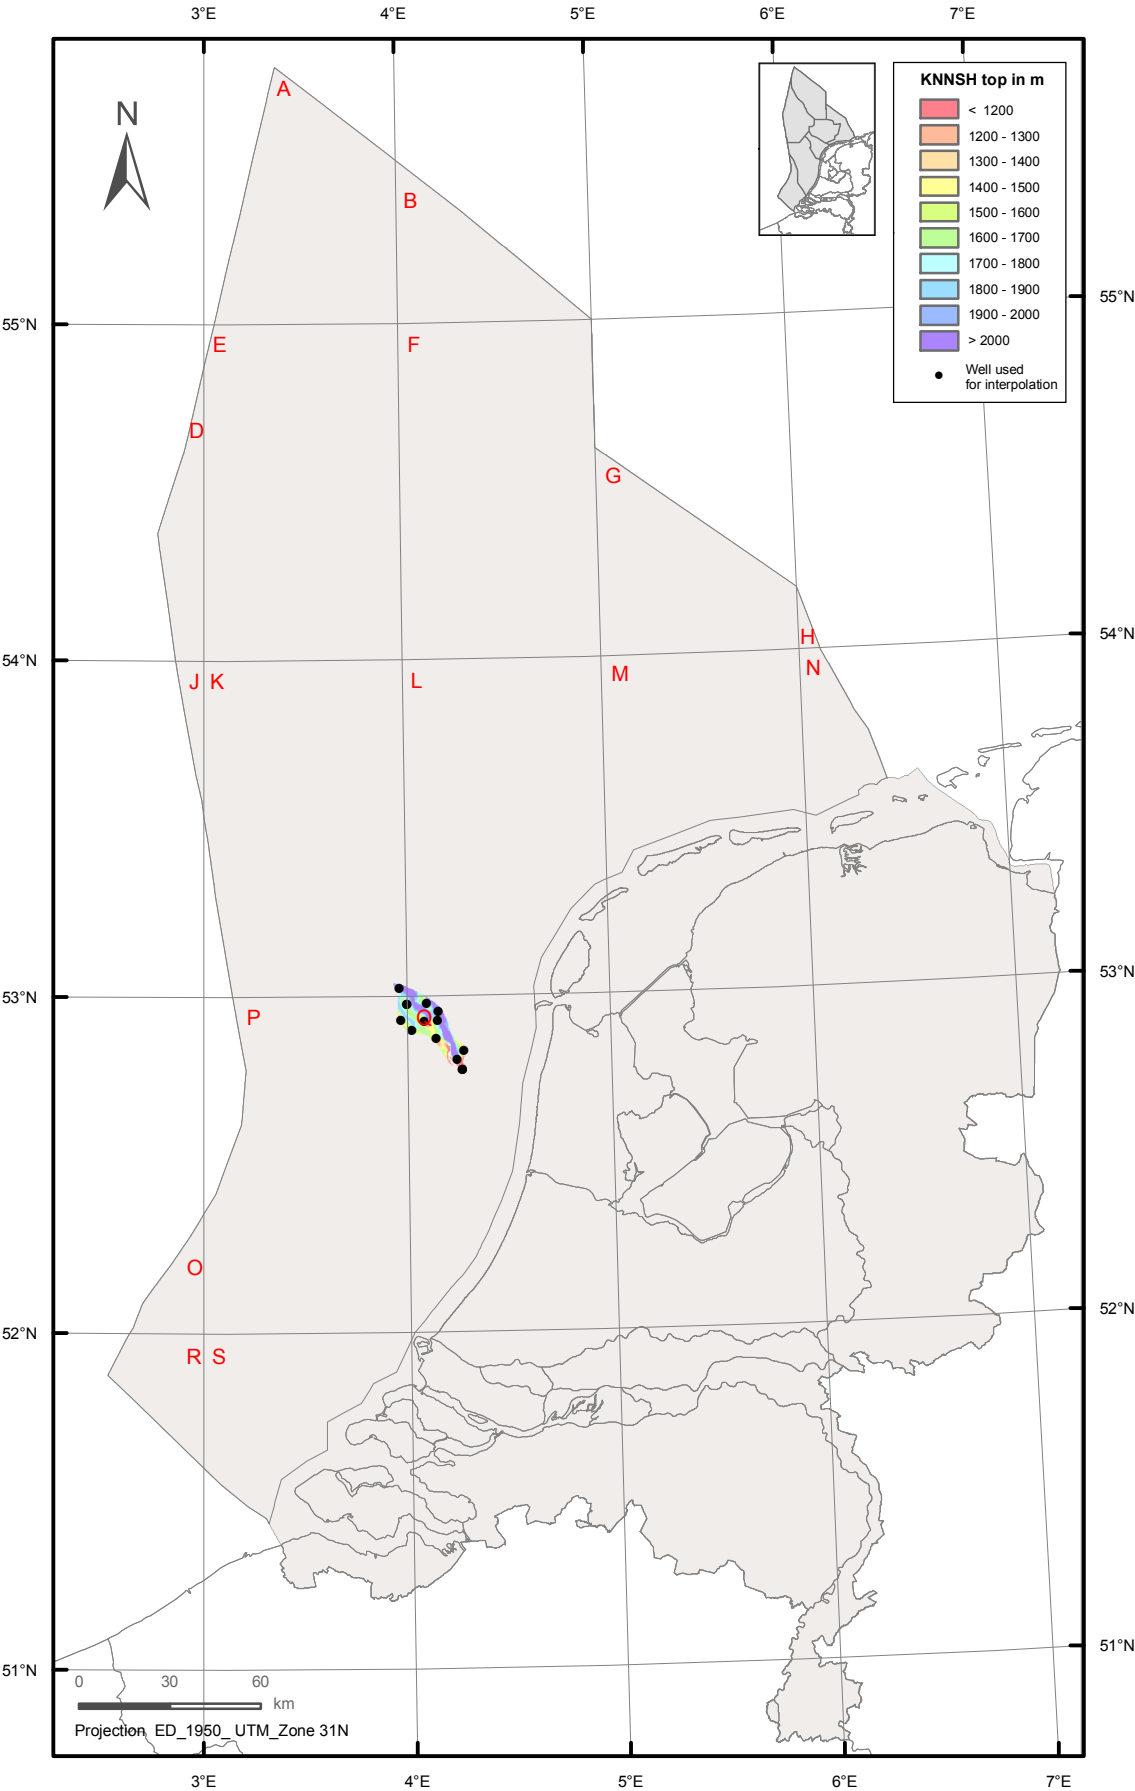 3°E 4°E 5°E 6°E 7°E
N
KNNSH top in m
< 1200
1200 - 1300
1300 - 1400
1400 - 1500
1500 - 1600
1600 - 1700
1700 - 1800
1800 - 1900
1900 - 2000
> 2000
Well used
for interpolation
A
B
55°N 55°N
E F
D
G
H
54°N 54°N
J K L M N
53°N 53°N
P Q
O
52°N 52°N
R S
51°N 51°N
0 30 60
km
Projection ED_1950_ UTM_Zone 31N
3°E 4°E 5°E 6°E 7°E